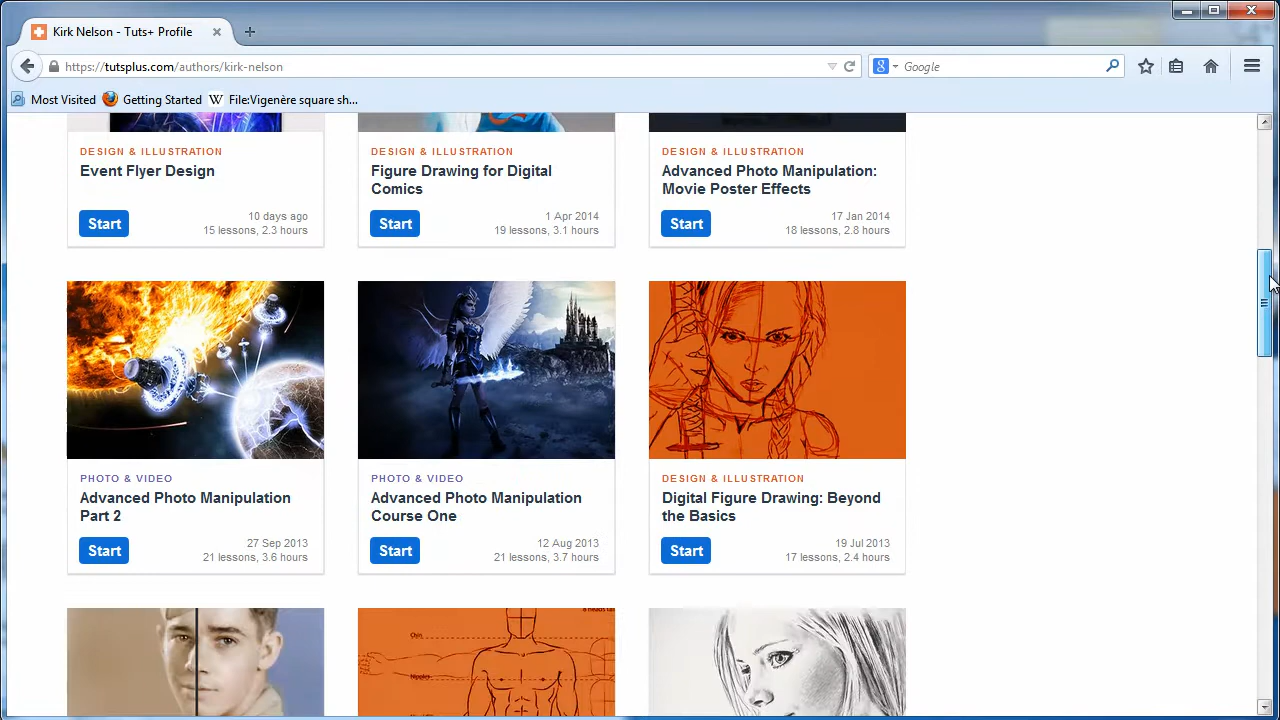 Kirk Nelson - Tuts+ Profile
https://tutsplus.com/authors/kirk-nelson
Google
Most Visited
Getting Started
File:Vigenère square sh...
DESIGN & ILLUSTRATION
Event Flyer Design
Start
10 days ago
15 lessons, 2.3 hours
DESIGN & ILLUSTRATION
Figure Drawing for Digital
Comics
Start
1 Apr 2014
19 lessons, 3.1 hours
DESIGN & ILLUSTRATION
Advanced Photo Manipulation:
Movie Poster Effects
Start
17 Jan 2014
18 lessons, 2.8 hours
PHOTO & VIDEO
Advanced Photo Manipulation
Part 2
Start
27 Sep 2013
21 lessons, 3.6 hours
PHOTO & VIDEO
Advanced Photo Manipulation
Course One
Start
12 Aug 2013
21 lessons, 3.7 hours
DESIGN & ILLUSTRATION
Digital Figure Drawing: Beyond
the Basics
Start
19 Jul 2013
17 lessons, 2.4 hours
Chin
Nipples